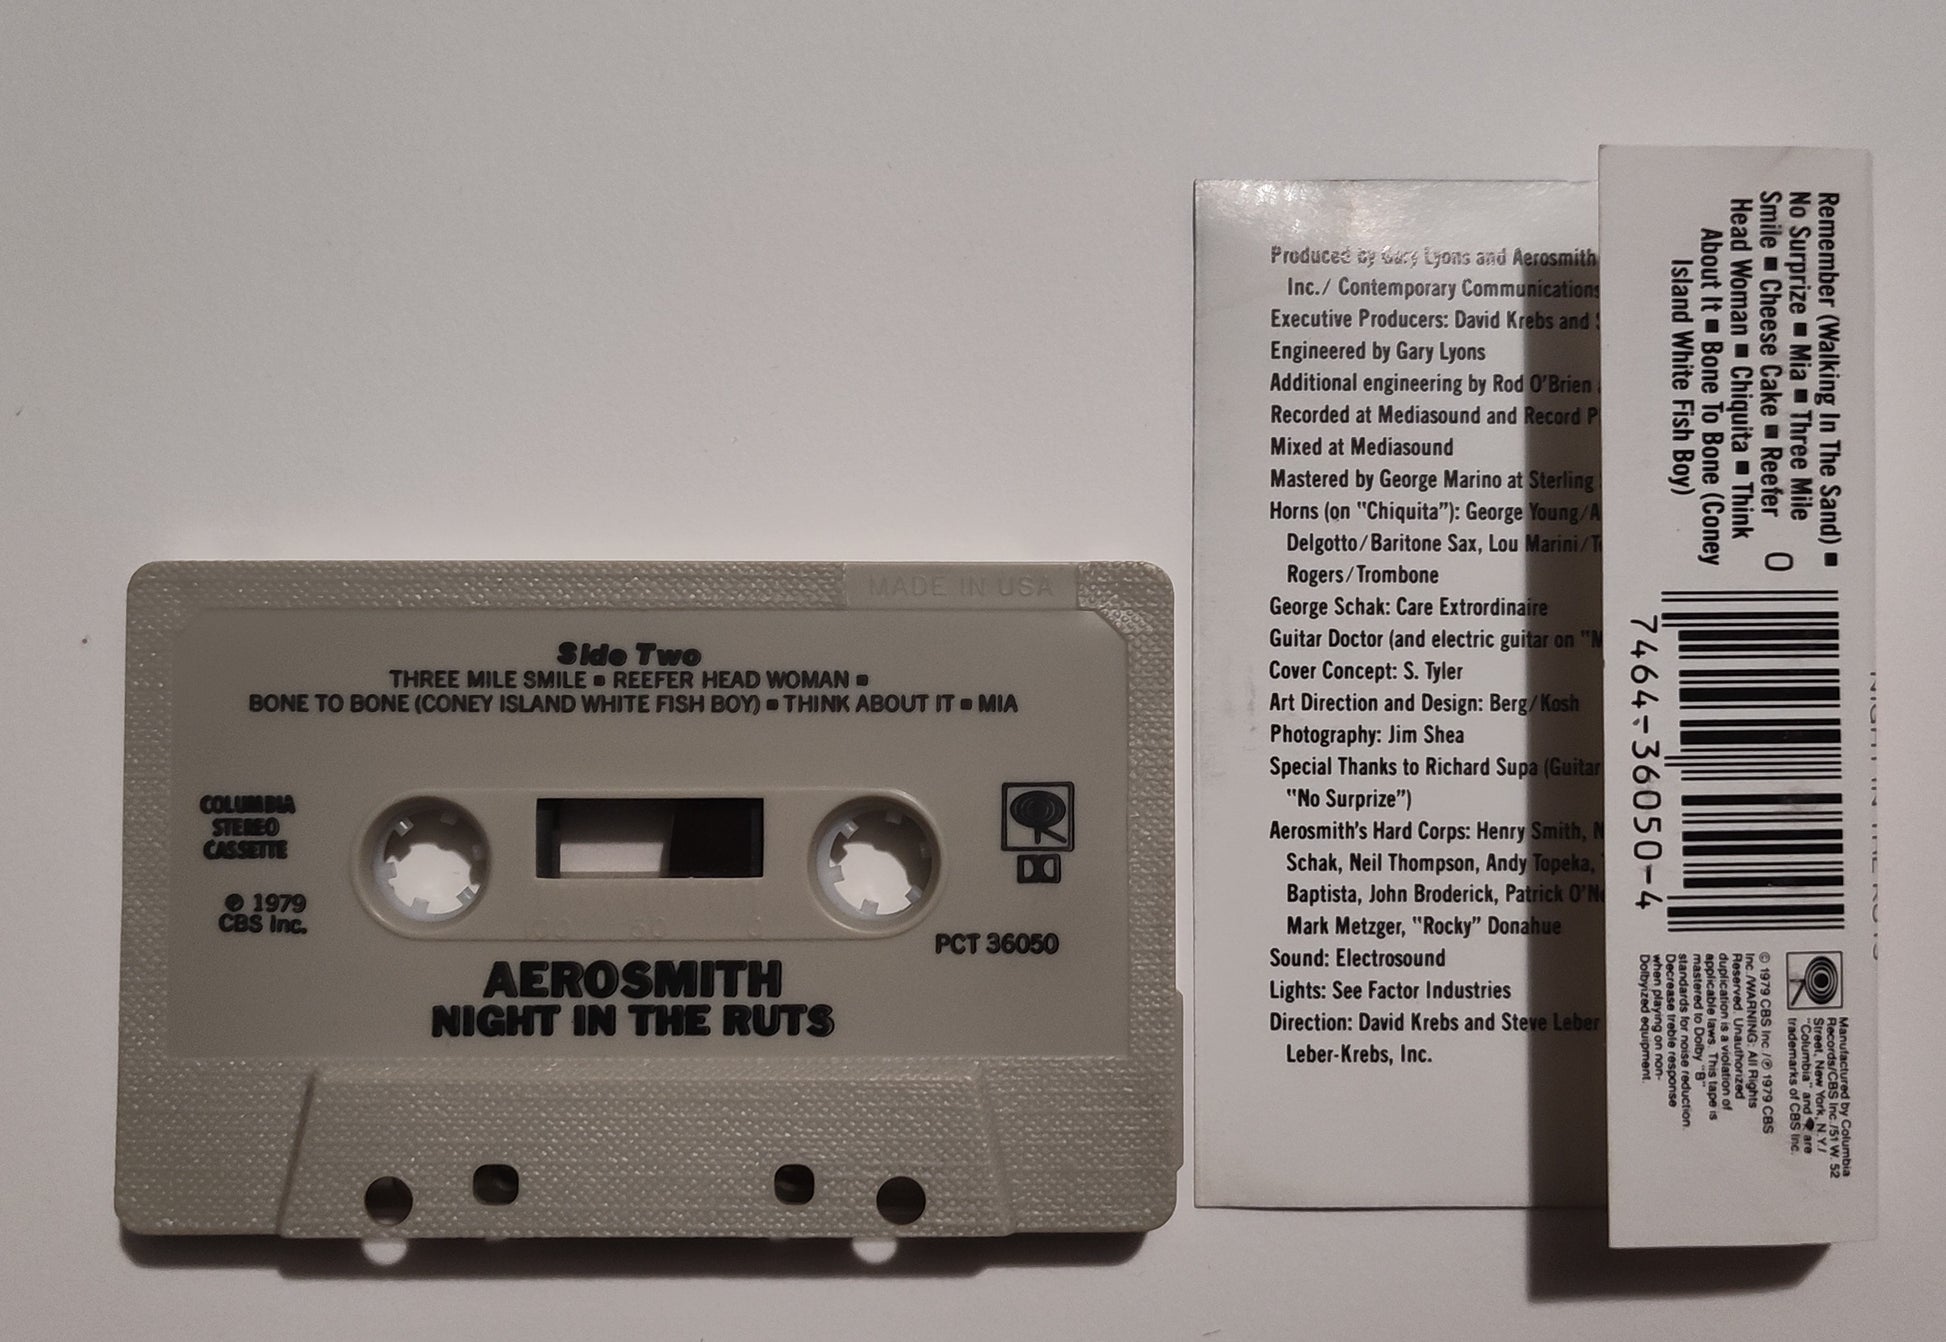 MADE IN USA
Side Two
THREE MILE SMILE ■ REEFER HEAD WOMAN ■
BONE TO BONE (CONEY ISLAND WHITE FISH BOY) ■ THINK ABOUT IT ■ MIA
COLUMBIA
STEREO
CASSETTE
℗ 1979
CBS Inc.
100 50 0
PCT 36050
AEROSMITH
NIGHT IN THE RUTS
Produced by Gary Lyons and Aerosmith
Inc./ Contemporary Communications
Executive Producers: David Krebs and
Engineered by Gary Lyons
Additional engineering by Rod O'Brien
Recorded at Mediasound and Record
Mixed at Mediasound
Mastered by George Marino at Sterling
Horns (on "Chiquita"): George Young/
Delgotto/Baritone Sax, Lou Marini/
Rogers/Trombone
George Schak: Care Extrordinaire
Guitar Doctor (and electric guitar on
Cover Concept: S. Tyler
Art Direction and Design: Berg/Kosh
Photography: Jim Shea
Special Thanks to Richard Supa (Guitar
"No Surprize")
Aerosmith's Hard Corps: Henry Smith,
Schak, Neil Thompson, Andy Topeka,
Baptista, John Broderick, Patrick
Mark Metzger, "Rocky" Donahue
Sound: Electrosound
Lights: See Factor Industries
Direction: David Krebs and Steve Leber
Leber-Krebs, Inc.
Remember (Walking In The Sand) ■
No Surprize ■ Mia ■ Three Mile
Smile ■ Cheese Cake ■ Reefer
Head Woman ■ Chiquita ■ Think
About It ■ Bone To Bone (Coney
Island White Fish Boy)
0
7464-36050-4
Manufactured by Columbia
Records/CBS Inc./51 W. 52
Street, New York, N.Y./
"Columbia" and are
trademarks of CBS Inc.
© 1979 CBS Inc./℗ 1979 CBS
Inc./WARNING: All Rights
Reserved. Unauthorized
duplication is a violation of
applicable laws. This tape is
mastered to Dolby "B"
standards for noise reduction.
Decrease treble response
when playing on non-
Dolbyized equipment.
NIGHT IN THE RUTS